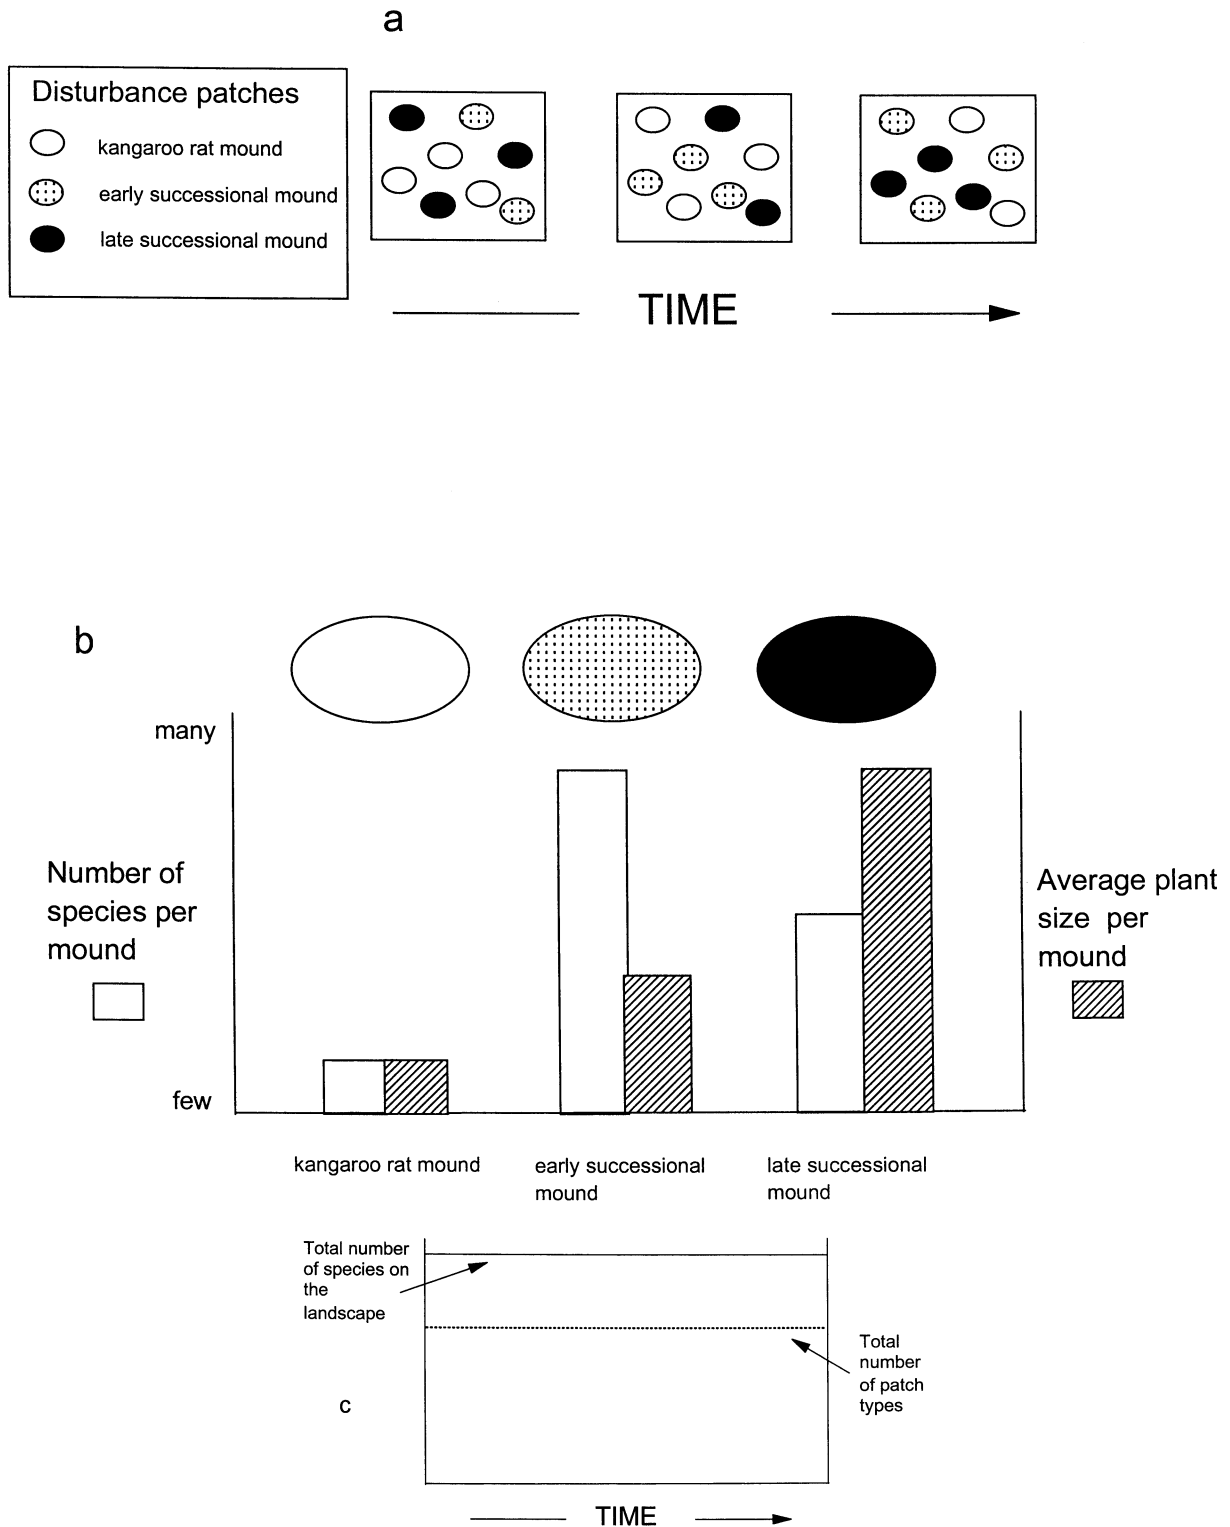 a
Disturbance patches
kangaroo rat mound
early successional mound
late successional mound
TIME
b
many
Number of
species per
mound
few
Average plant
size per
mound
kangaroo rat mound
early successional
mound
late successional
mound
Total number
of species on
the
landscape
Total
number
of patch
types
c
TIME